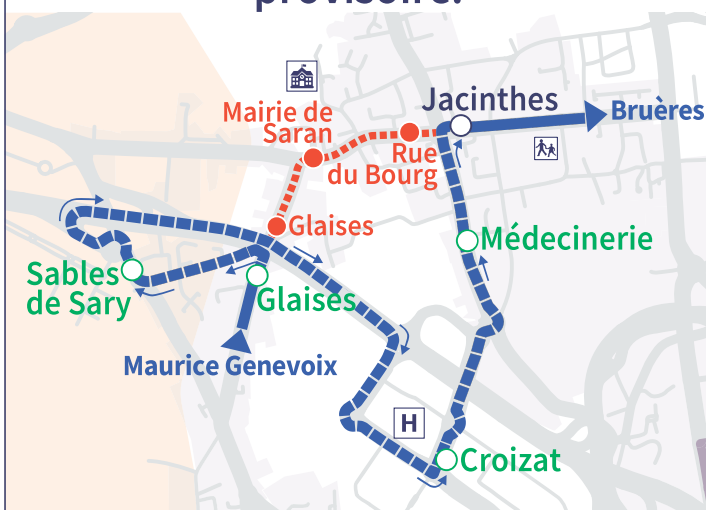 provisoire.
Jacinthes
Bruères
Mairie de
Saran
Rue
du Bourg
Glaises
Médecinerie
Sables
de Sary
Glaises
Maurice Genevoix
H
Croizat